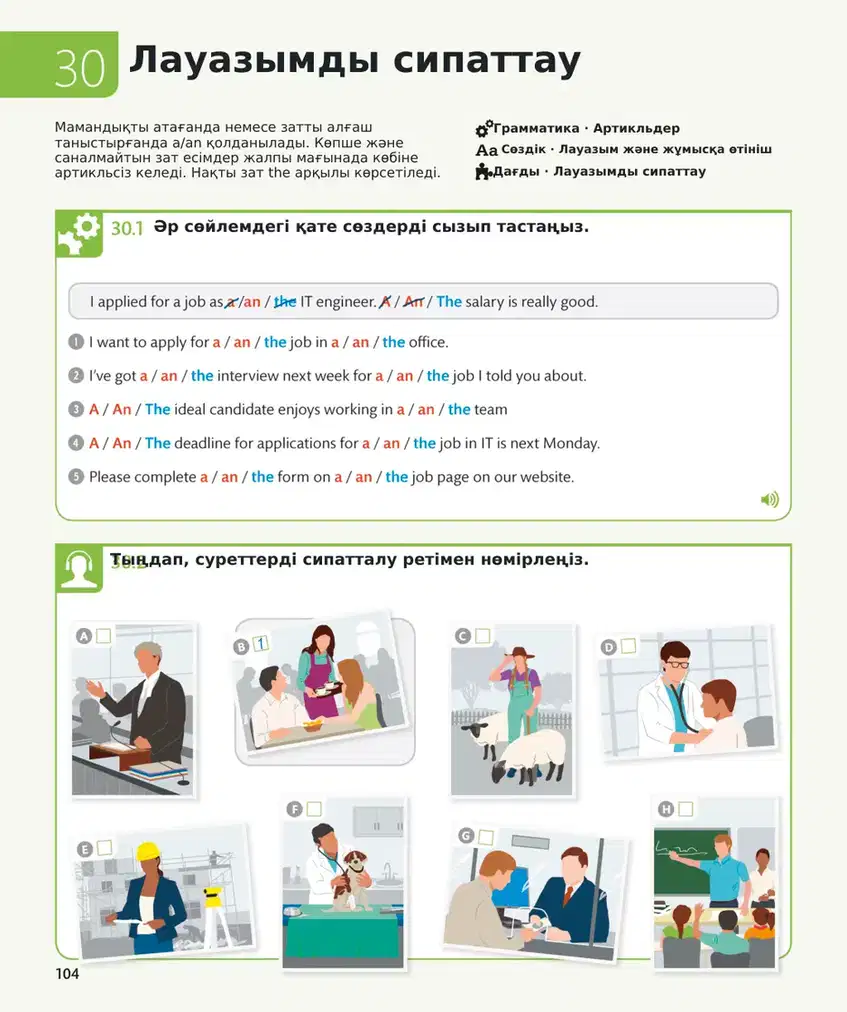 30
Лауазымды сипаттау
Мамандықты атағанда немесе затты алғаш
таныстырғанда a/an қолданылады. Көпше және
саналмайтын зат есімдер жалпы мағынада көбіне
артикльсіз келеді. Нақты зат the арқылы көрсетіледі.
Грамматика · Артикльдер
Aa Сөздік · Лауазым және жұмысқа өтініш
Дағды · Лауазымды сипаттау
30.1 Әр сөйлемдегі қате сөздерді сызып тастаңыз.
I applied for a job as a /an / the IT engineer. A / An / The salary is really good.
1 I want to apply for a / an / the job in a / an / the office.
2 I've got a / an / the interview next week for a / an / the job I told you about.
3 A / An / The ideal candidate enjoys working in a / an / the team
4 A / An / The deadline for applications for a / an / the job in IT is next Monday.
5 Please complete a / an / the form on a / an / the job page on our website.
Тыңдап, суреттерді сипатталу ретімен нөмірлеңіз.
A
B 1
C
D
E
F
G
H
104